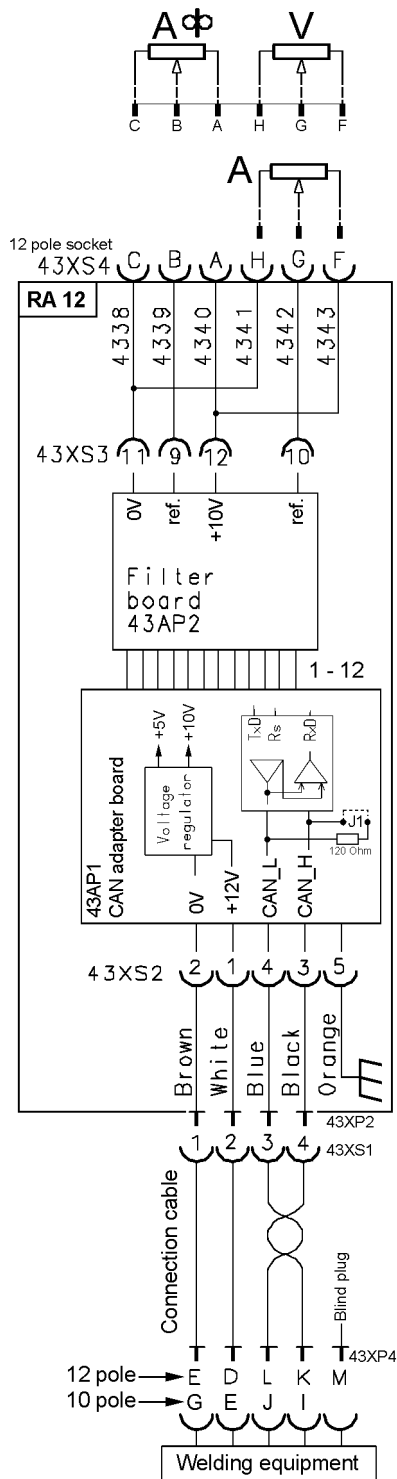 A V
C B A H G F
A
12 pole socket
43XS4 C B A H G F
RA 12
4338 4339 4340 4341 4342 4343
43XS3 11 9 12 10
0V ref. +10V ref.
Filter
board
43AP2
1 - 12
+5V +10V
TxD Rs RxD
Voltage
regulator
J1
120 Ohm
43AP1
CAN adapter board
0V +12V CAN_L CAN_H
43XS2 2 1 4 3 5
Brown White Blue Black Orange
43XP2
1 2 3 4 43XS1
Connection cable
Blind plug
43XP4
12 pole E D L K M
10 pole G E J I
Welding equipment